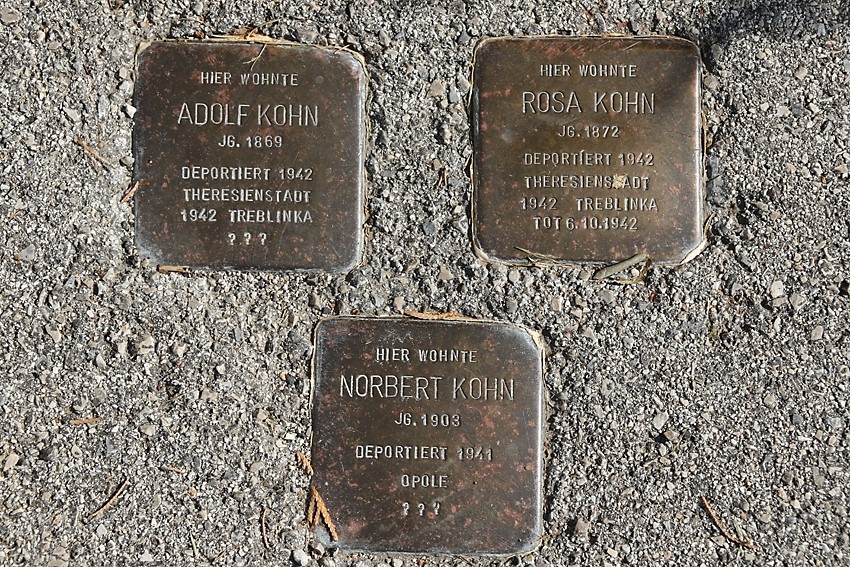 HIER WOHNTE
ADOLF KOHN
JG. 1869
DEPORTIERT 1942
THERESIENSTADT
1942 TREBLINKA
? ? ?
HIER WOHNTE
ROSA KOHN
JG. 1872
DEPORTIERT 1942
THERESIENSTADT
1942 TREBLINKA
TOT 6.10.1942
HIER WOHNTE
NORBERT KOHN
JG. 1903
DEPORTIERT 1941
OPOLE
? ? ?